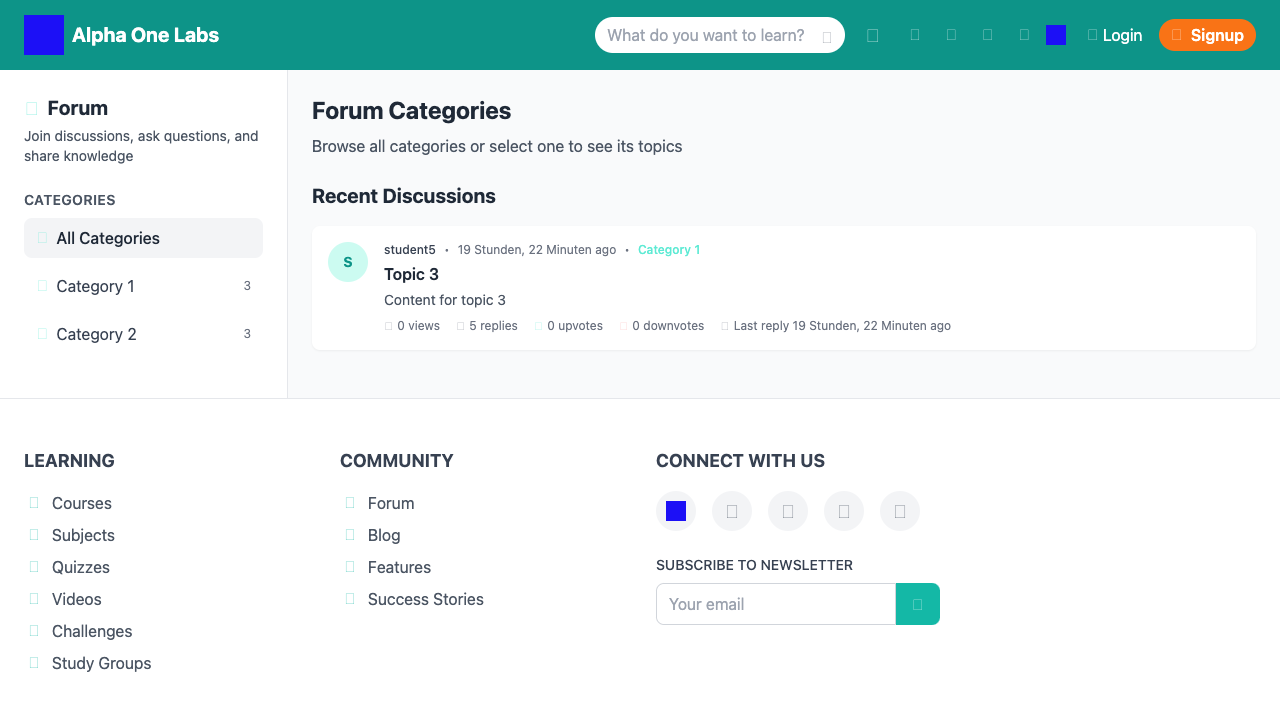 Alpha One Labs
What do you want to learn?
Login
Signup
Forum
Join discussions, ask questions, and
share knowledge
CATEGORIES
All Categories
Category 1 3
Category 2 3
Forum Categories
Browse all categories or select one to see its topics
Recent Discussions
S
student5 • 19 Stunden, 22 Minuten ago • Category 1
Topic 3
Content for topic 3
0 views 5 replies 0 upvotes 0 downvotes Last reply 19 Stunden, 22 Minuten ago
LEARNING
Courses
Subjects
Quizzes
Videos
Challenges
Study Groups
COMMUNITY
Forum
Blog
Features
Success Stories
CONNECT WITH US
SUBSCRIBE TO NEWSLETTER
Your email